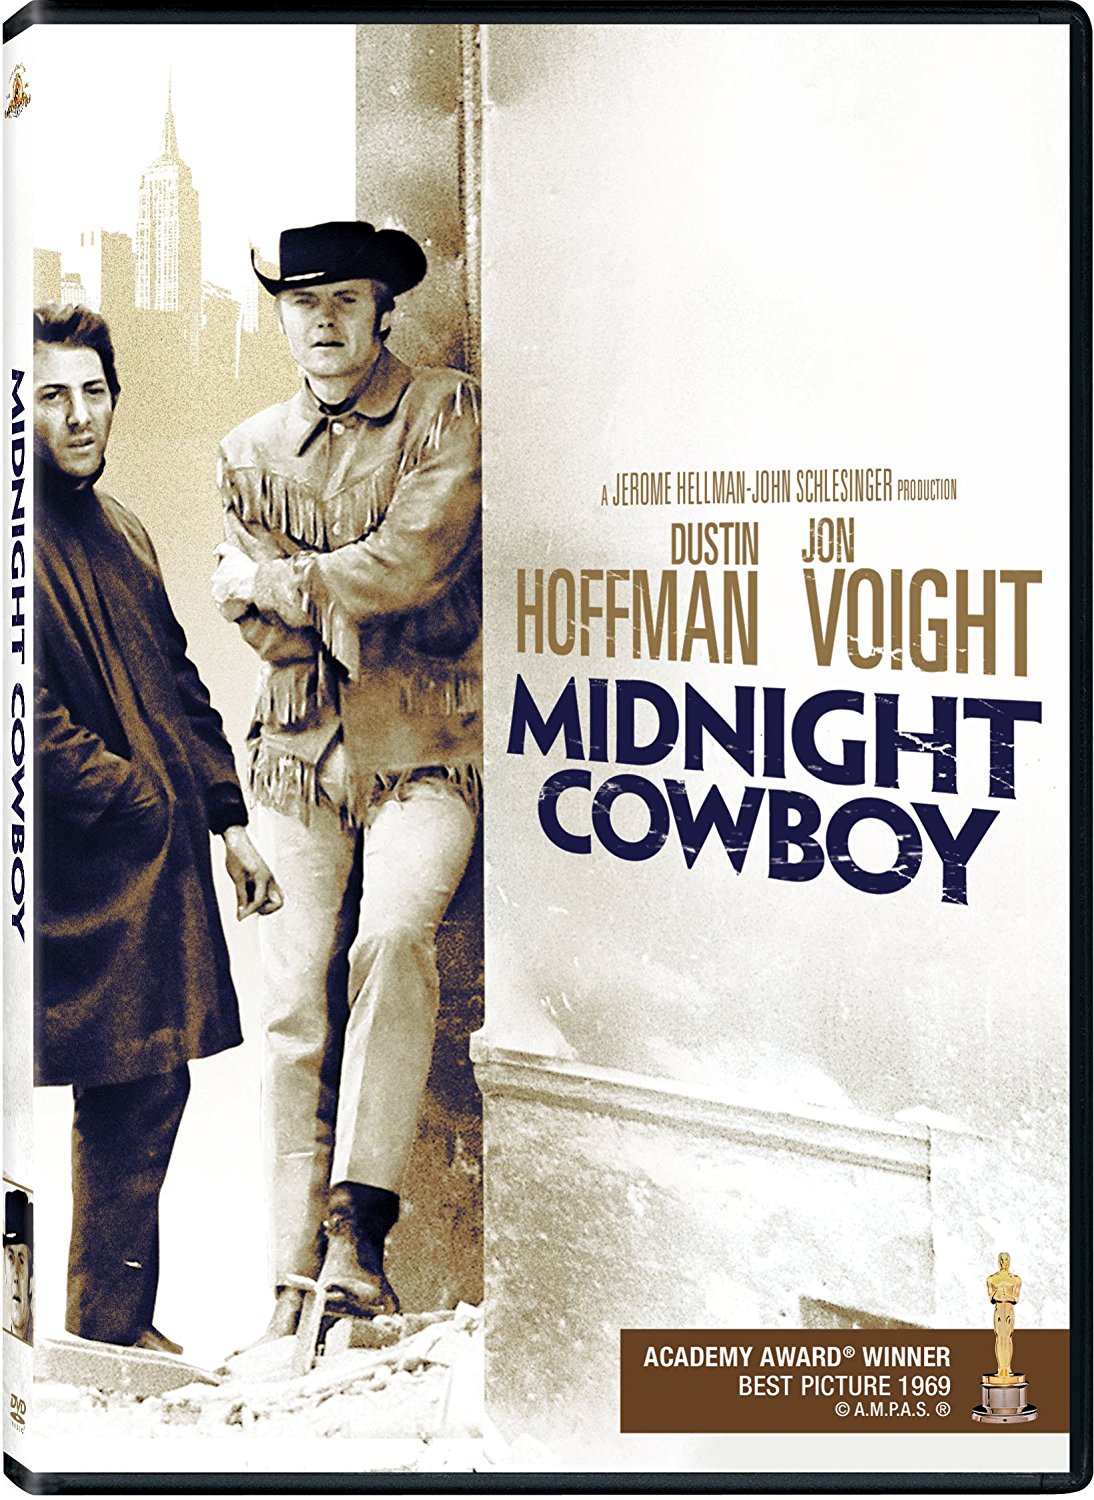 MIDNIGHT COWBOY
DVD
A JEROME HELLMAN-JOHN SCHLESINGER PRODUCTION
DUSTIN HOFFMAN
JON VOIGHT
MIDNIGHT
COWBOY
ACADEMY AWARD® WINNER
BEST PICTURE 1969
© A.M.P.A.S. ®